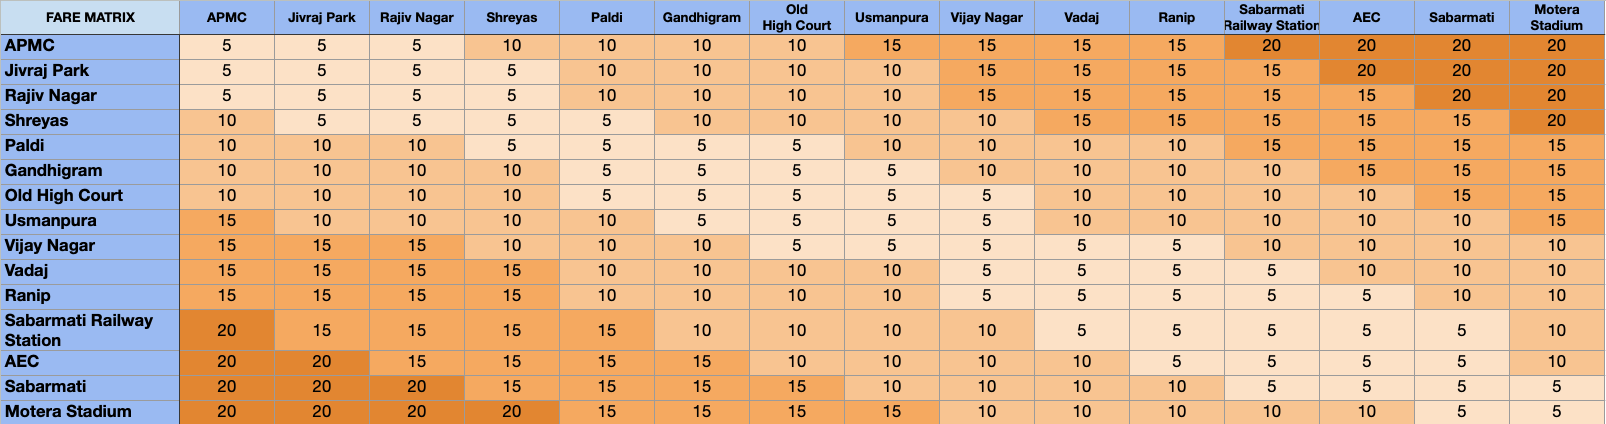 FARE MATRIX APMC Jivraj Park Rajiv Nagar Shreyas Paldi Gandhigram Old High Court Usmanpura Vijay Nagar Vadaj Ranip Sabarmati Railway Station AEC Sabarmati Motera Stadium
APMC 5 5 5 10 10 10 10 15 15 15 15 20 20 20 20
Jivraj Park 5 5 5 5 10 10 10 10 15 15 15 15 20 20 20
Rajiv Nagar 5 5 5 5 10 10 10 10 15 15 15 15 15 20 20
Shreyas 10 5 5 5 5 10 10 10 10 15 15 15 15 15 20
Paldi 10 10 10 5 5 5 5 10 10 10 10 15 15 15 15
Gandhigram 10 10 10 10 5 5 5 5 10 10 10 10 15 15 15
Old High Court 10 10 10 10 5 5 5 5 5 10 10 10 10 15 15
Usmanpura 15 10 10 10 10 5 5 5 5 10 10 10 10 10 15
Vijay Nagar 15 15 15 10 10 10 5 5 5 5 5 10 10 10 10
Vadaj 15 15 15 15 10 10 10 10 5 5 5 5 10 10 10
Ranip 15 15 15 15 10 10 10 10 5 5 5 5 5 10 10
Sabarmati Railway
Station 20 15 15 15 15 10 10 10 10 5 5 5 5 5 10
AEC 20 20 15 15 15 15 10 10 10 10 5 5 5 5 10
Sabarmati 20 20 20 15 15 15 15 10 10 10 10 5 5 5 5
Motera Stadium 20 20 20 20 15 15 15 15 10 10 10 10 10 5 5